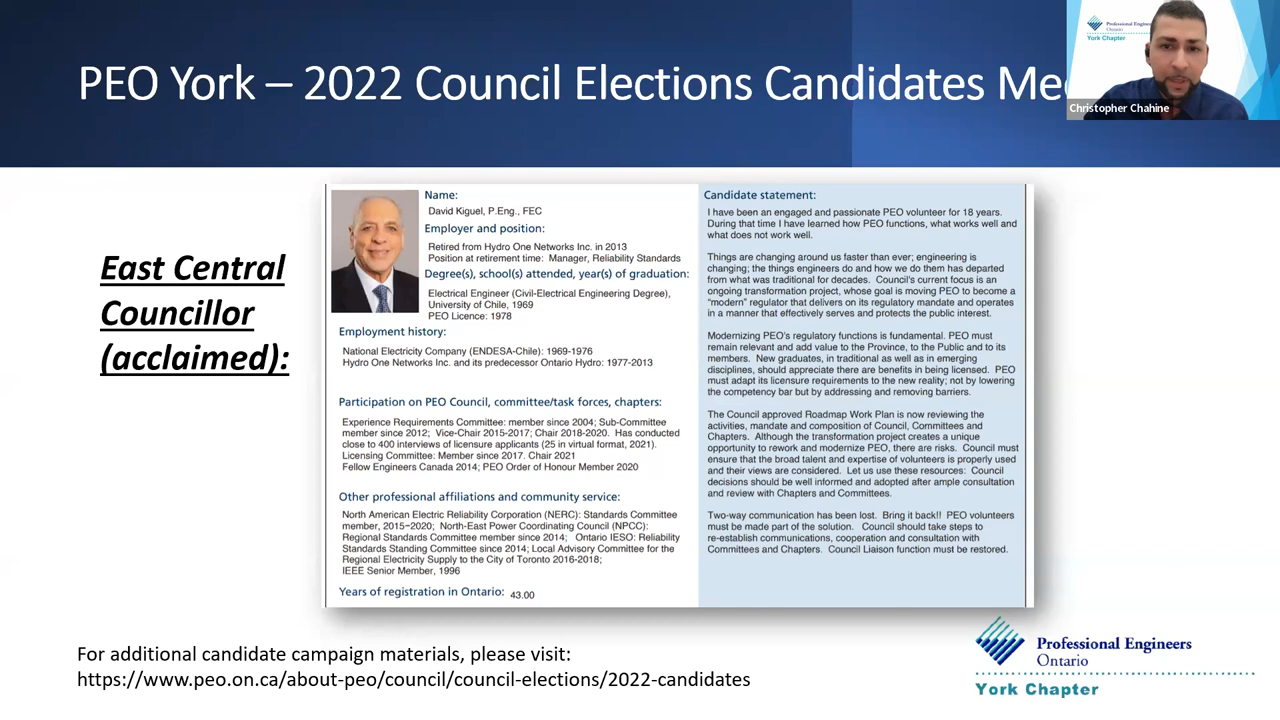 PEO York – 2022 Council Elections Candidates Me
Professional Engineers
Ontario
York Chapter
Christopher Chahine
East Central
Councillor
(acclaimed):
Name:
David Kiguel, P.Eng., FEC
Employer and position:
Retired from Hydro One Networks Inc. in 2013
Position at retirement time: Manager, Reliability Standards
Degree(s), school(s) attended, year(s) of graduation:
Electrical Engineer (Civil-Electrical Engineering Degree),
University of Chile, 1969
PEO Licence: 1978
Employment history:
National Electricity Company (ENDESA-Chile): 1969-1976
Hydro One Networks Inc. and its predecessor Ontario Hydro: 1977-2013
Participation on PEO Council, committee/task forces, chapters:
Experience Requirements Committee: member since 2004; Sub-Committee
member since 2012; Vice-Chair 2015-2017; Chair 2018-2020. Has conducted
close to 400 interviews of licensure applicants (25 in virtual format, 2021).
Licensing Committee: Member since 2017. Chair 2021
Fellow Engineers Canada 2014; PEO Order of Honour Member 2020
Other professional affiliations and community service:
North American Electric Reliability Corporation (NERC): Standards Committee
member, 2015–2020; North-East Power Coordinating Council (NPCC):
Regional Standards Committee member since 2014; Ontario IESO: Reliability
Standards Standing Committee since 2014; Local Advisory Committee for the
Regional Electricity Supply to the City of Toronto 2016-2018;
IEEE Senior Member, 1996
Years of registration in Ontario: 43.00
Candidate statement:
I have been an engaged and passionate PEO volunteer for 18 years.
During that time I have learned how PEO functions, what works well and
what does not work well.
Things are changing around us faster than ever; engineering is
changing; the things engineers do and how we do them has departed
from what was traditional for decades. Council's current focus is an
ongoing transformation project, whose goal is moving PEO to become a
“modern” regulator that delivers on its regulatory mandate and operates
in a manner that effectively serves and protects the public interest.
Modernizing PEO's regulatory functions is fundamental. PEO must
remain relevant and add value to the Province, to the Public and to its
members. New graduates, in traditional as well as in emerging
disciplines, should appreciate there are benefits in being licensed. PEO
must adapt its licensure requirements to the new reality; not by lowering
the competency bar but by addressing and removing barriers.
The Council approved Roadmap Work Plan is now reviewing the
activities, mandate and composition of Council, Committees and
Chapters. Although the transformation project creates a unique
opportunity to rework and modernize PEO, there are risks. Council must
ensure that the broad talent and expertise of volunteers is properly used
and their views are considered. Let us use these resources: Council
decisions should be well informed and adopted after ample consultation
and review with Chapters and Committees.
Two-way communication has been lost. Bring it back!! PEO volunteers
must be made part of the solution. Council should take steps to
re-establish communications, cooperation and consultation with
Committees and Chapters. Council Liaison function must be restored.
For additional candidate campaign materials, please visit:
https://www.peo.on.ca/about-peo/council/council-elections/2022-candidates
Professional Engineers
Ontario
York Chapter